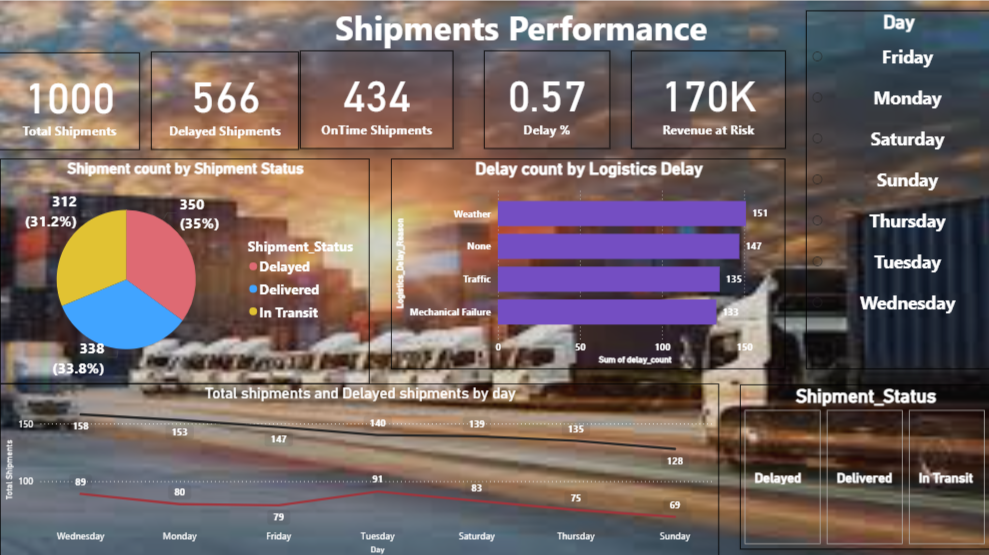 Shipments Performance
1000
Total Shipments
566
Delayed Shipments
434
OnTime Shipments
0.57
Delay %
170K
Revenue at Risk
Day
Friday
Monday
Saturday
Sunday
Thursday
Tuesday
Wednesday
Shipment count by Shipment Status
312
(31.2%)
350
(35%)
338
(33.8%)
Shipment_Status
Delayed
Delivered
In Transit
Delay count by Logistics Delay
Logistics_Delay_Reason
Weather 151
None 147
Traffic 135
Mechanical Failure 133
0 50 100 150
Sum of delay_count
Total shipments and Delayed shipments by day
Total Shipments
150
100
158 153 147 140 139 135 128
89 80 79 91 83 75 69
Wednesday Monday Friday Tuesday Saturday Thursday Sunday
Day
Shipment_Status
Delayed Delivered In Transit